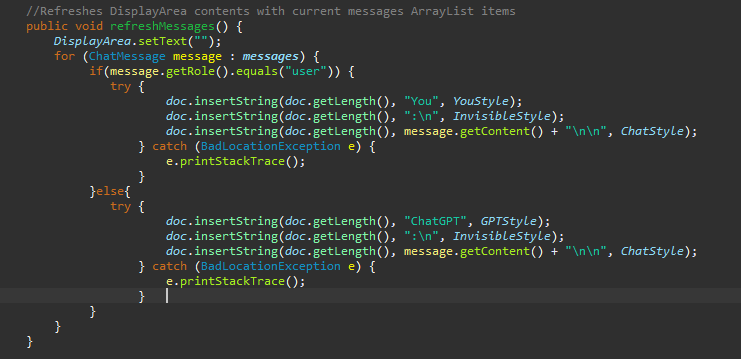 //Refreshes DisplayArea contents with current messages ArrayList items
public void refreshMessages() {
DisplayArea.setText("");
for (ChatMessage message : messages) {
if(message.getRole().equals("user")) {
try {
doc.insertString(doc.getLength(), "You", YouStyle);
doc.insertString(doc.getLength(), ":\n", InvisibleStyle);
doc.insertString(doc.getLength(), message.getContent() + "\n\n", ChatStyle);
} catch (BadLocationException e) {
e.printStackTrace();
}
}else{
try {
doc.insertString(doc.getLength(), "ChatGPT", GPTStyle);
doc.insertString(doc.getLength(), ":\n", InvisibleStyle);
doc.insertString(doc.getLength(), message.getContent() + "\n\n", ChatStyle);
} catch (BadLocationException e) {
e.printStackTrace();
}
}
}
}